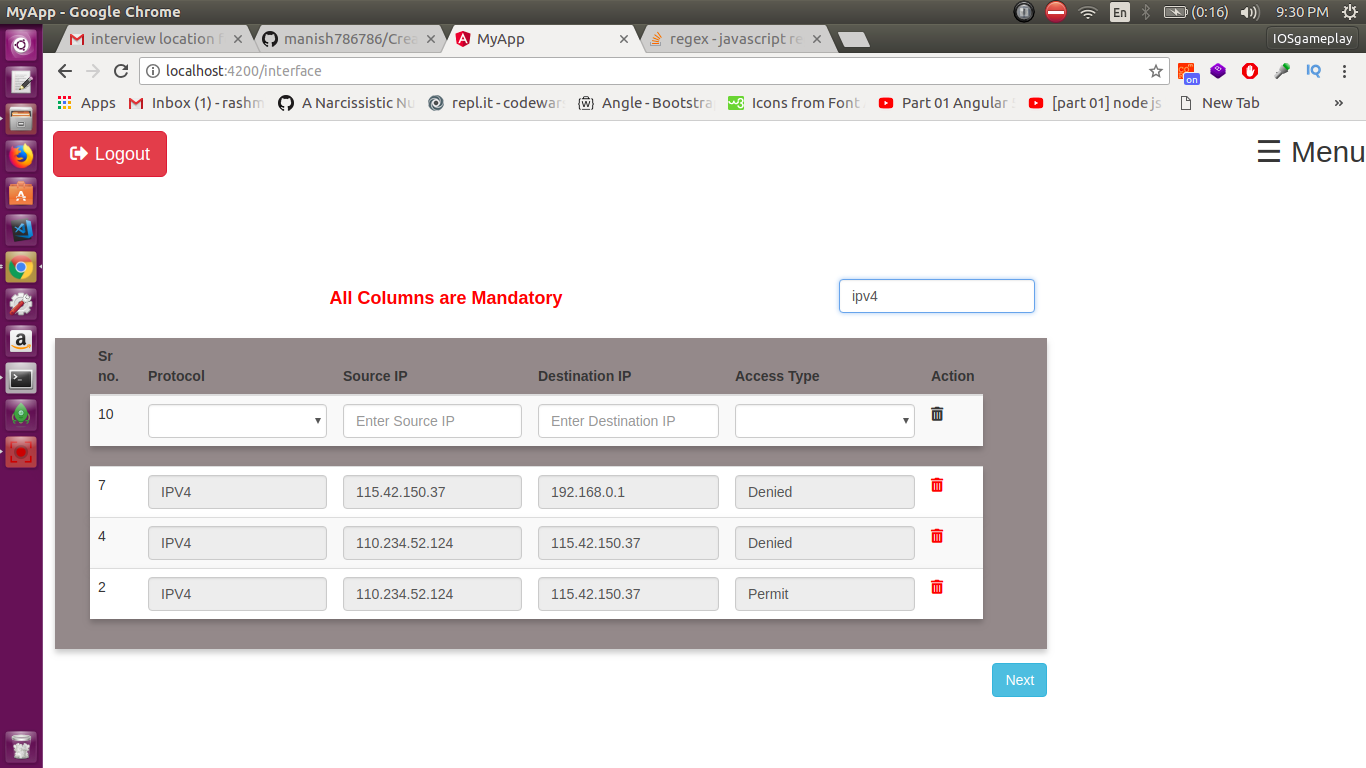 MyApp - Google Chrome
En
(0:16)
9:30 PM
interview location f
manish786786/Crea
MyApp
regex - javascript re
IOSgameplay
localhost:4200/interface
on
IQ
Apps
Inbox (1) - rashm
A Narcissistic Nu
repl.it - codewar
Angle - Bootstra
Icons from Font
Part 01 Angular
[part 01] node js
New Tab
»
Logout
☰ Menu
All Columns are Mandatory
ipv4
Sr no.
Protocol
Source IP
Destination IP
Access Type
Action
10
Enter Source IP
Enter Destination IP
7 IPV4 115.42.150.37 192.168.0.1 Denied
4 IPV4 110.234.52.124 115.42.150.37 Denied
2 IPV4 110.234.52.124 115.42.150.37 Permit
Next